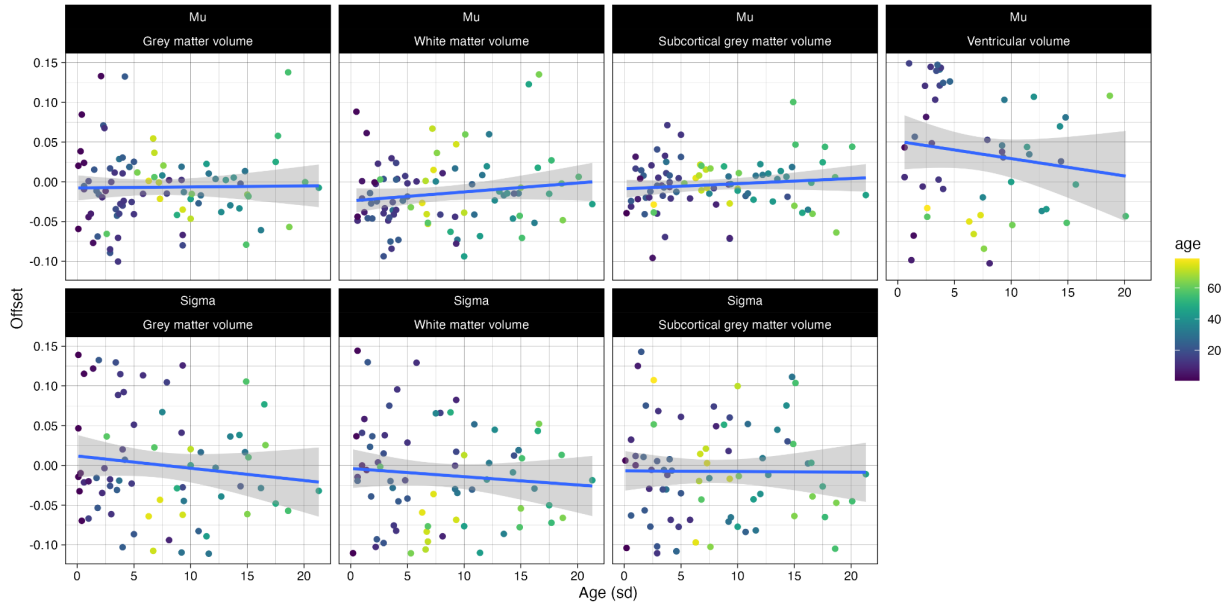 Mu Mu Mu Mu
Grey matter volume White matter volume Subcortical grey matter volume Ventricular volume
0.15
0.10
0.05
0.00
-0.05
-0.10
0 5 10 15 20
Sigma Sigma Sigma
Grey matter volume White matter volume Subcortical grey matter volume
0.15
0.10
0.05
0.00
-0.05
-0.10
0 5 10 15 20 0 5 10 15 20 0 5 10 15 20
Age (sd)
Offset
age
60
40
20